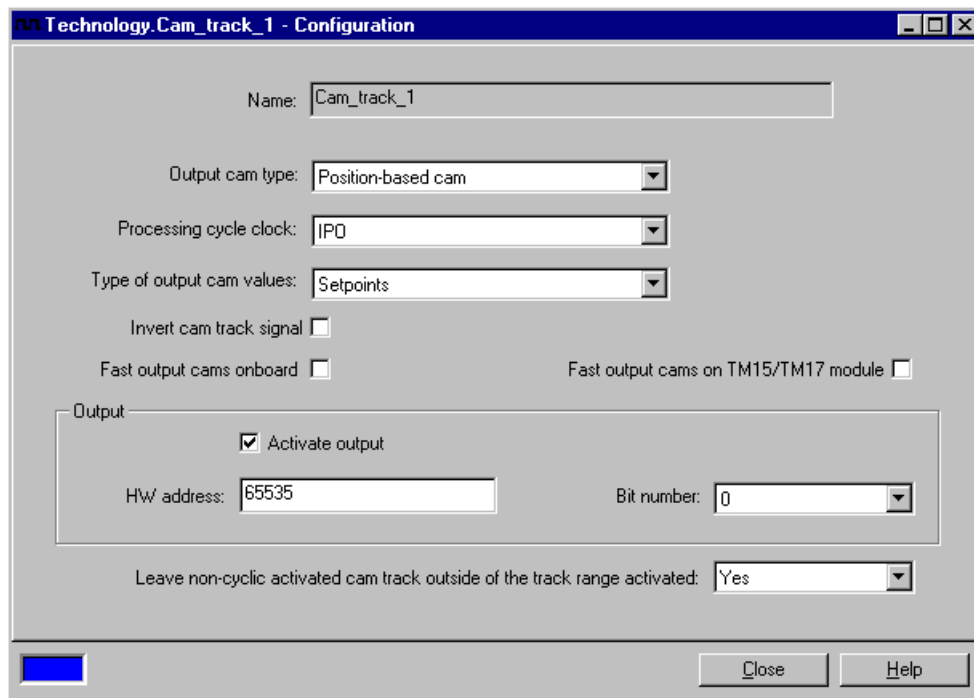 Technology.Cam_track_1 - Configuration
Name: Cam_track_1
Output cam type: Position-based cam
Processing cycle clock: IPO
Type of output cam values: Setpoints
Invert cam track signal
Fast output cams onboard Fast output cams on TM15/TM17 module
Output
Activate output
HW address: 65535 Bit number: 0
Leave non-cyclic activated cam track outside of the track range activated: Yes
Close Help